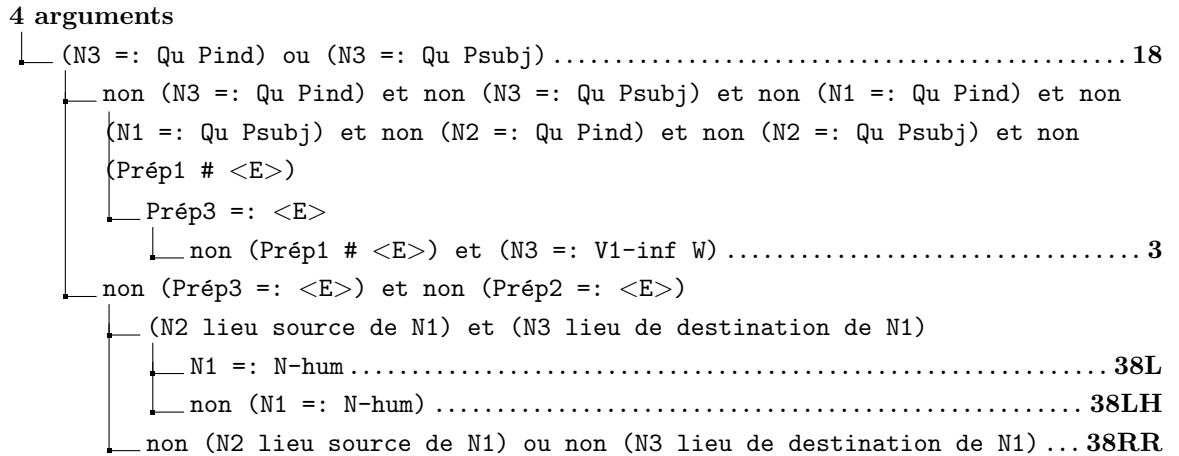 4 arguments
(N3 =: Qu Pind) ou (N3 =: Qu Psubj) ................................................ 18
non (N3 =: Qu Pind) et non (N3 =: Qu Psubj) et non (N1 =: Qu Pind) et non
(N1 =: Qu Psubj) et non (N2 =: Qu Pind) et non (N2 =: Qu Psubj) et non
(Prép1 # <E>)
Prép3 =: <E>
non (Prép1 # <E>) et (N3 =: V1-inf W) .................................. 3
non (Prép3 =: <E>) et non (Prép2 =: <E>)
(N2 lieu source de N1) et (N3 lieu de destination de N1)
N1 =: N-hum ............................................................... 38L
non (N1 =: N-hum) ...................................................... 38LH
non (N2 lieu source de N1) ou non (N3 lieu de destination de N1) ... 38RR